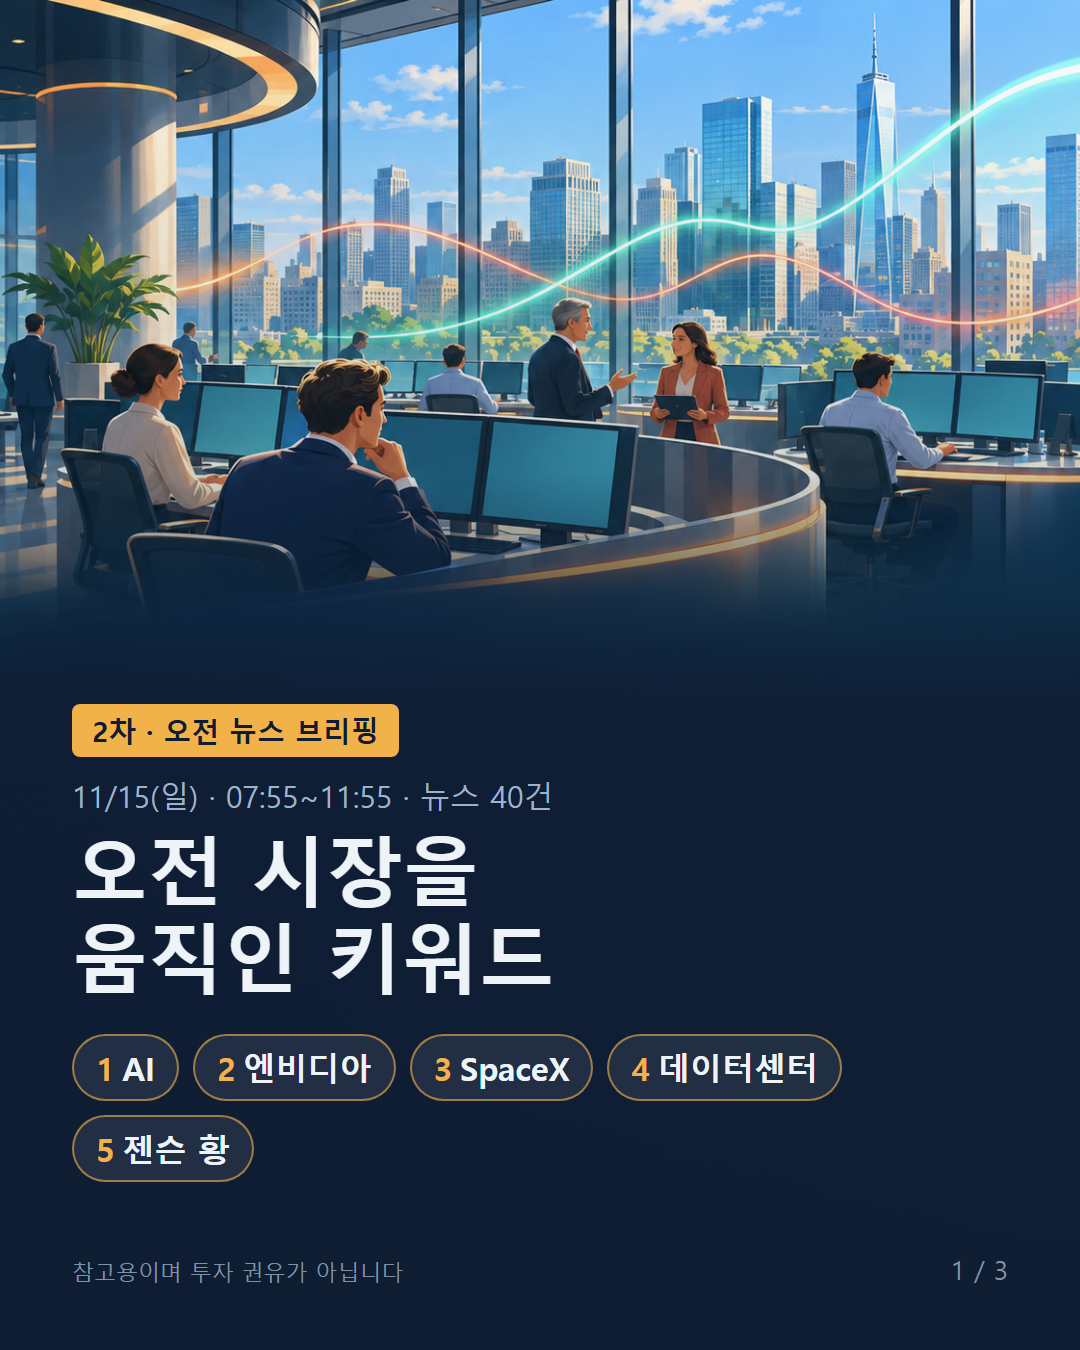 2차 · 오전 뉴스 브리핑
11/15(일) · 07:55~11:55 · 뉴스 40건
오전 시장을
움직인 키워드
1 AI 2 엔비디아 3 SpaceX 4 데이터센터
5 젠슨 황
참고용이며 투자 권유가 아닙니다 1 / 3